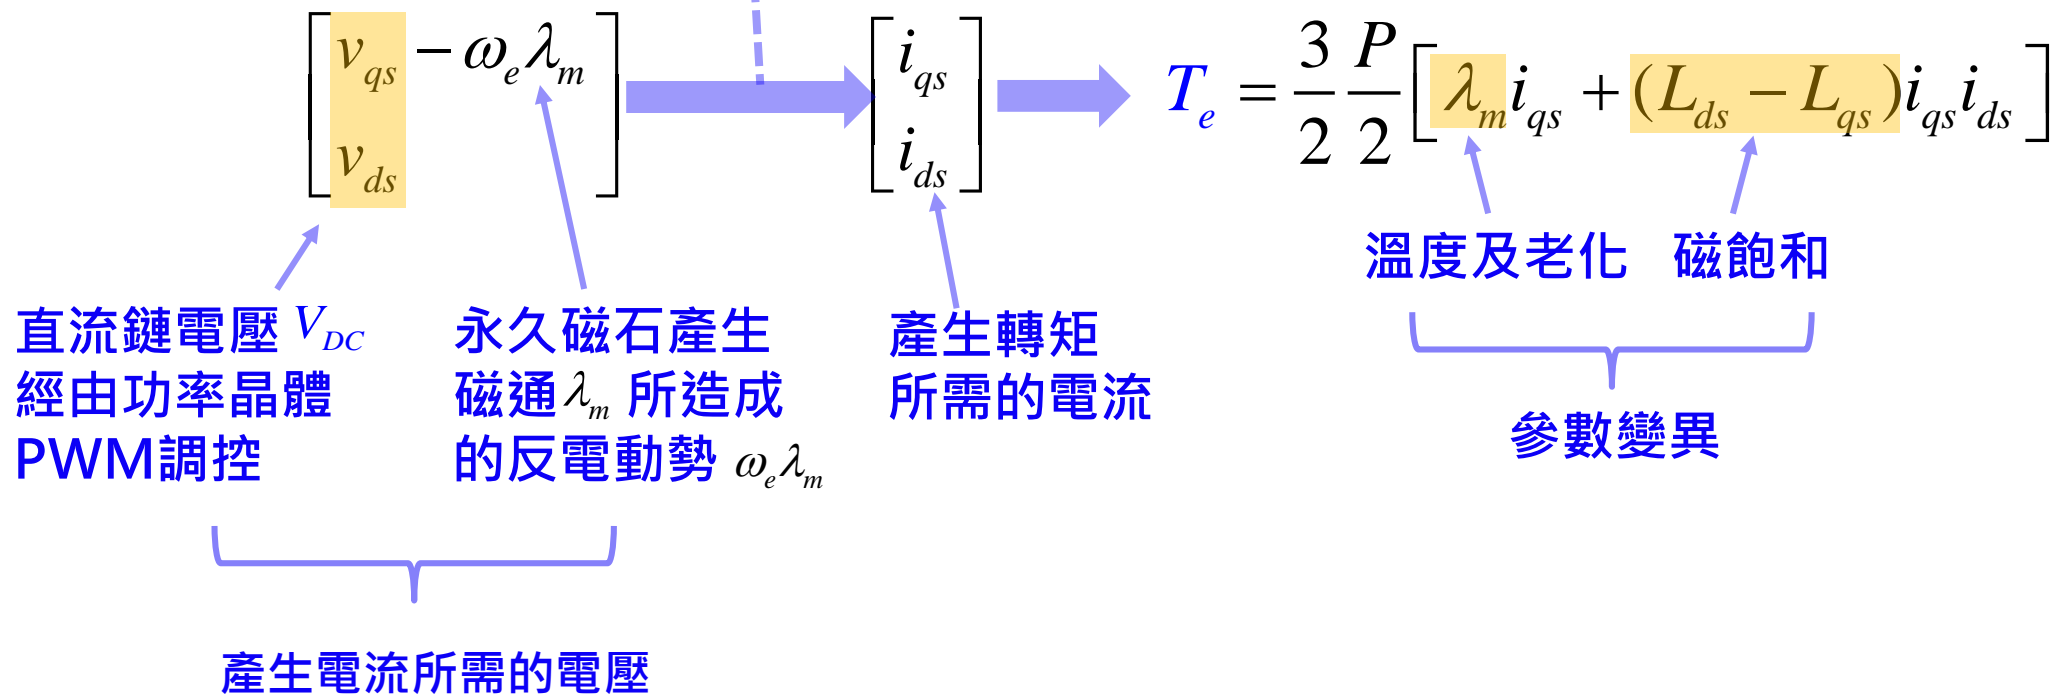 [v_qs − ω_e λ_m
v_ds]
[i_qs
i_ds]
T_e = 3/2 P/2 [λ_m i_qs + (L_ds − L_qs) i_qs i_ds]
溫度及老化 磁飽和
參數變異
直流鏈電壓 V_DC
經由功率晶體
PWM調控
永久磁石產生
磁通 λ_m 所造成
的反電動勢 ω_e λ_m
產生轉矩
所需的電流
產生電流所需的電壓